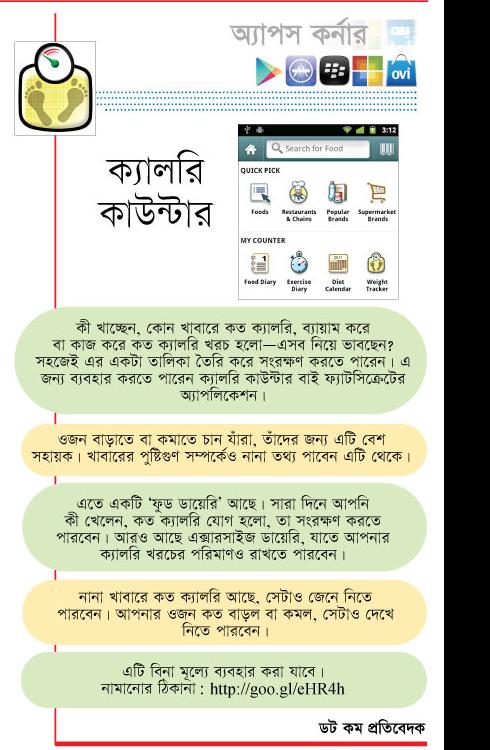 অ্যাপস কর্নার
ovi
ক্যালরি
কাউন্টার
3:12
Search for Food
QUICK PICK
Foods
Restaurants & Chains
Popular Brands
Supermarket Brands
MY COUNTER
Food Diary
Exercise Diary
Diet Calendar
Weight Tracker
কী খাচ্ছেন, কোন খাবারে কত ক্যালরি, ব্যায়াম করে
বা কাজ করে কত ক্যালরি খরচ হলো—এসব নিয়ে ভাবছেন?
সহজেই এর একটা তালিকা তৈরি করে সংরক্ষণ করতে পারেন। এ
জন্য ব্যবহার করতে পারেন ক্যালরি কাউন্টার বাই ফ্যাটসিক্রেটের
অ্যাপলিকেশন।
ওজন বাড়াতে বা কমাতে চান যাঁরা, তাঁদের জন্য এটি বেশ
সহায়ক। খাবারের পুষ্টিগুণ সম্পর্কেও নানা তথ্য পাবেন এটি থেকে।
এতে একটি ‘ফুড ডায়েরি’ আছে। সারা দিনে আপনি
কী খেলেন, কত ক্যালরি যোগ হলো, তা সংরক্ষণ করতে
পারবেন। আরও আছে এক্সারসাইজ ডায়েরি, যাতে আপনার
ক্যালরি খরচের পরিমাণও রাখতে পারবেন।
নানা খাবারে কত ক্যালরি আছে, সেটাও জেনে নিতে
পারবেন। আপনার ওজন কত বাড়ল বা কমল, সেটাও দেখে
নিতে পারবেন।
এটি বিনা মূল্যে ব্যবহার করা যাবে।
নামানোর ঠিকানা : http://goo.gl/eHR4h
ডট কম প্রতিবেদক